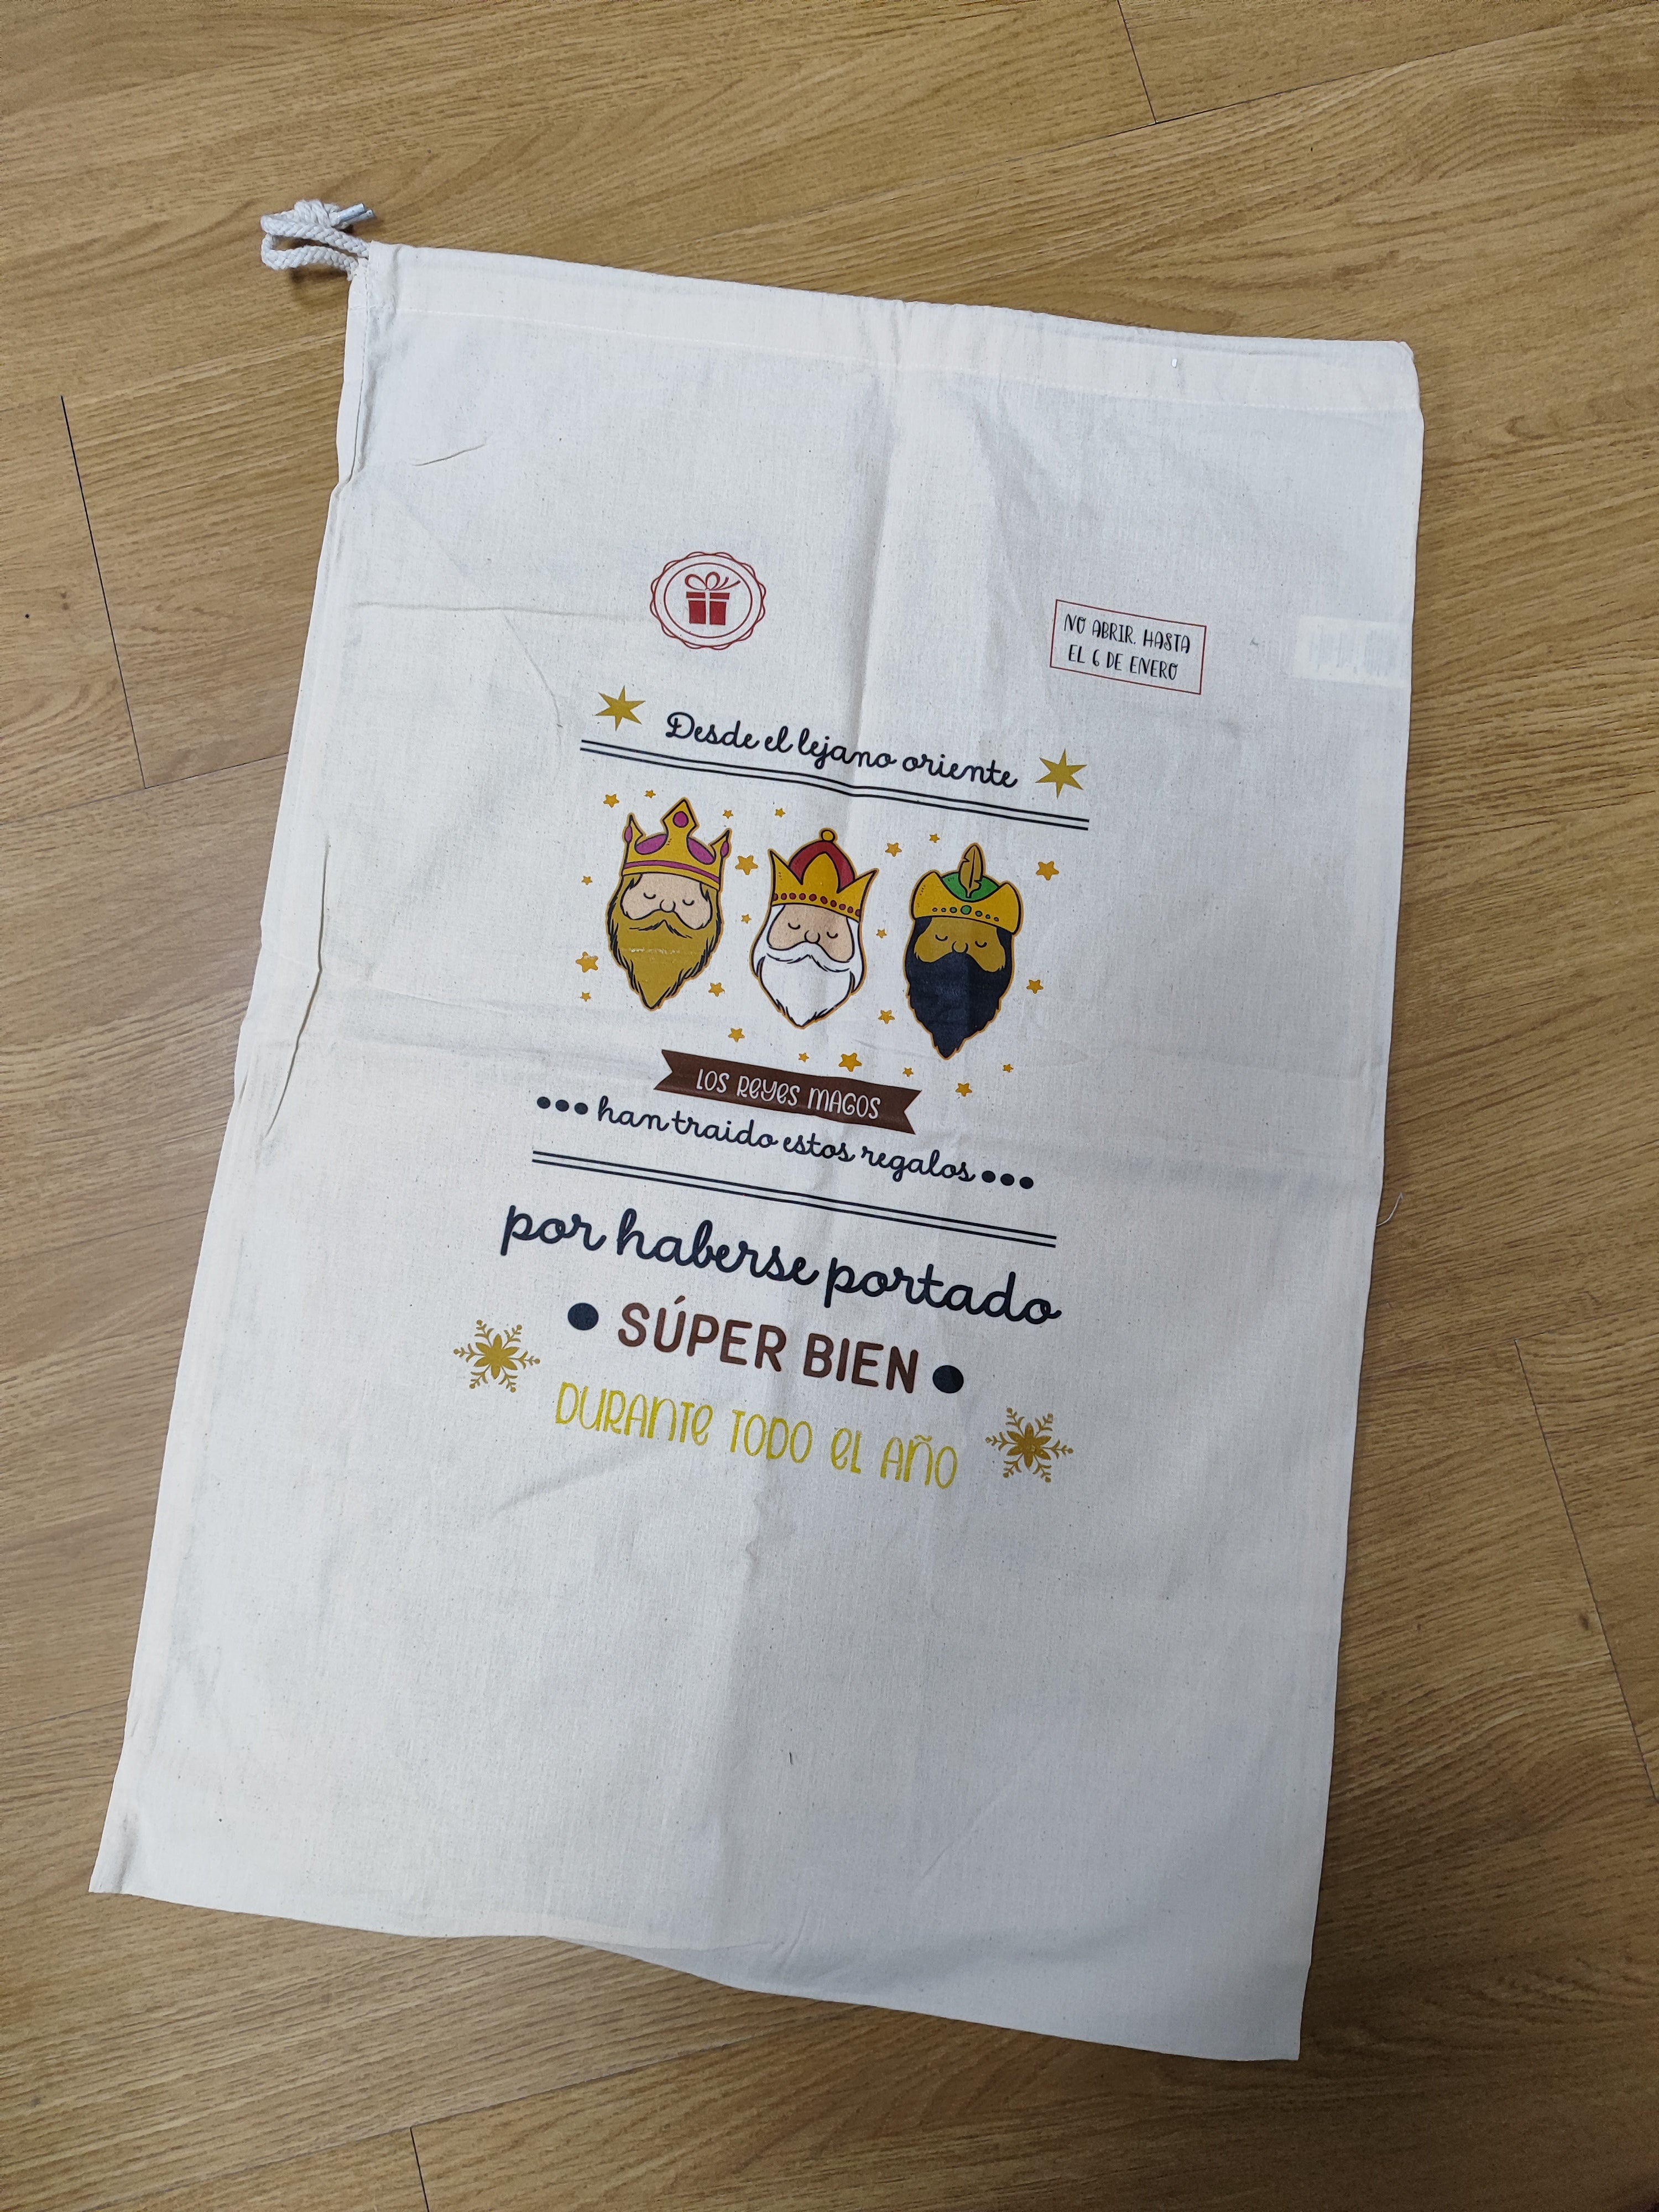 NO ABRIR. HASTA
EL 6 DE ENERO
Desde el lejano oriente
LOS REYES MAGOS
han traido estos regalos
por haberse portado
SÚPER BIEN
DURANTE TODO EL AÑO